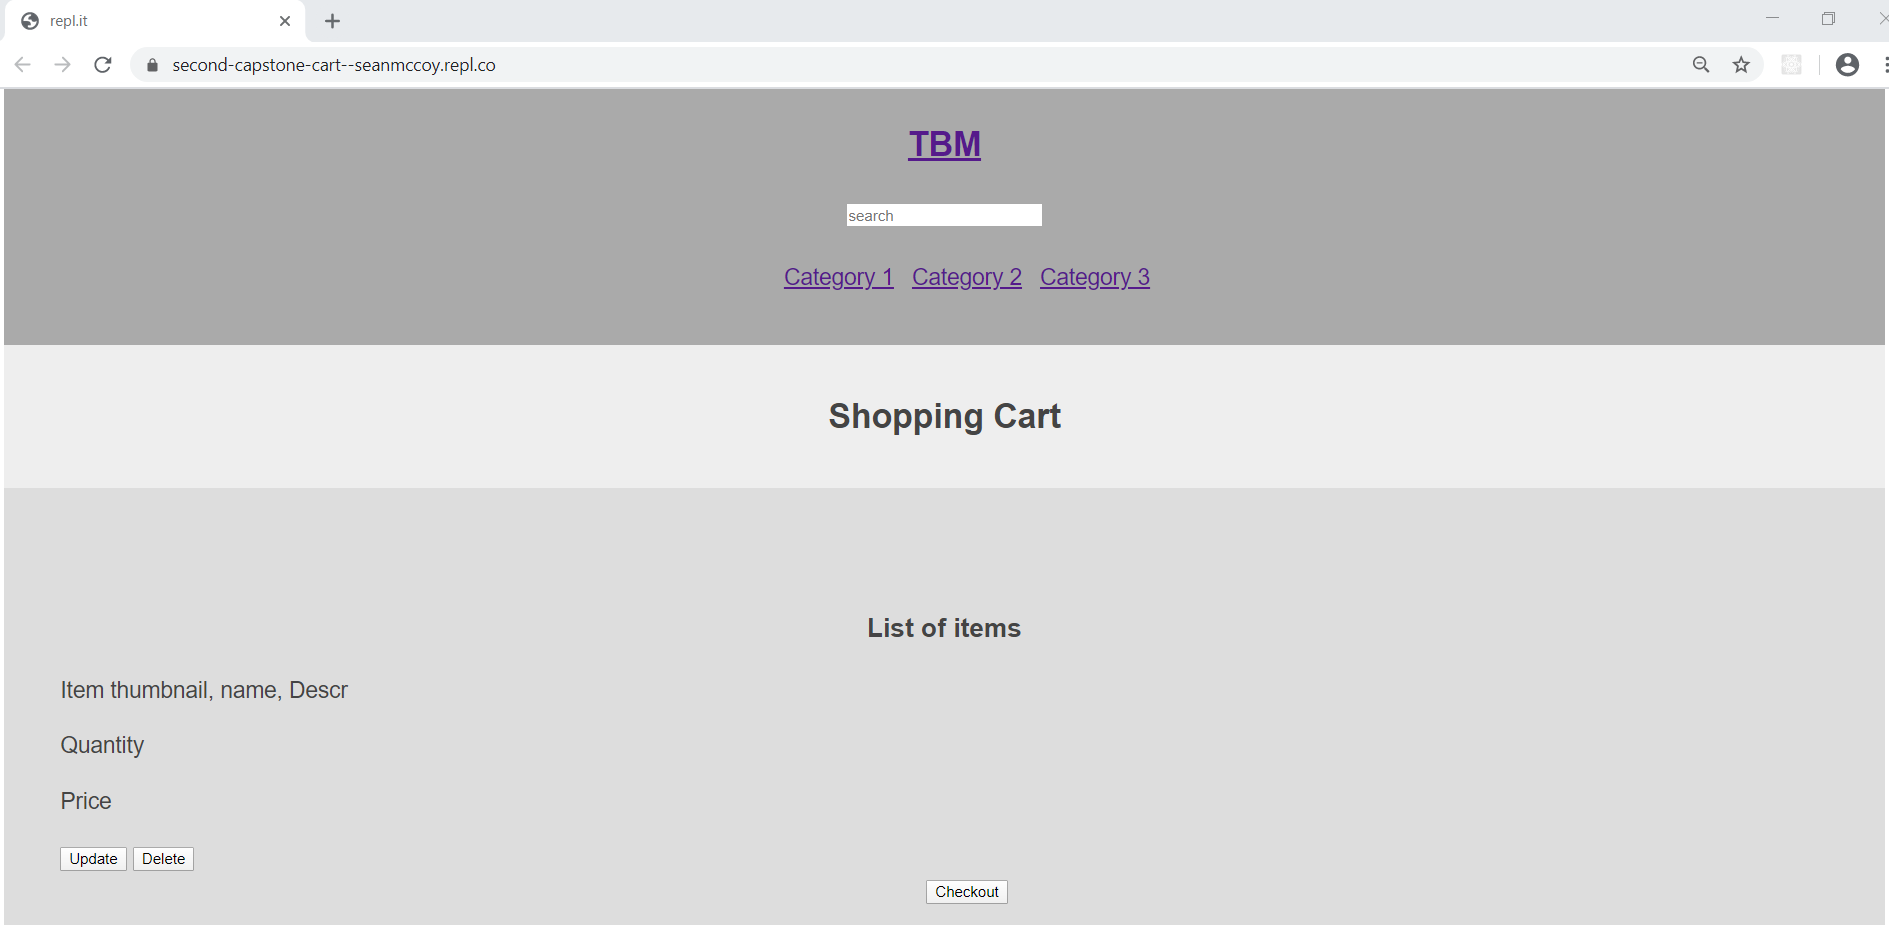 repl.it
second-capstone-cart--seanmccoy.repl.co
TBM
search
Category 1 Category 2 Category 3
Shopping Cart
List of items
Item thumbnail, name, Descr
Quantity
Price
Update Delete
Checkout